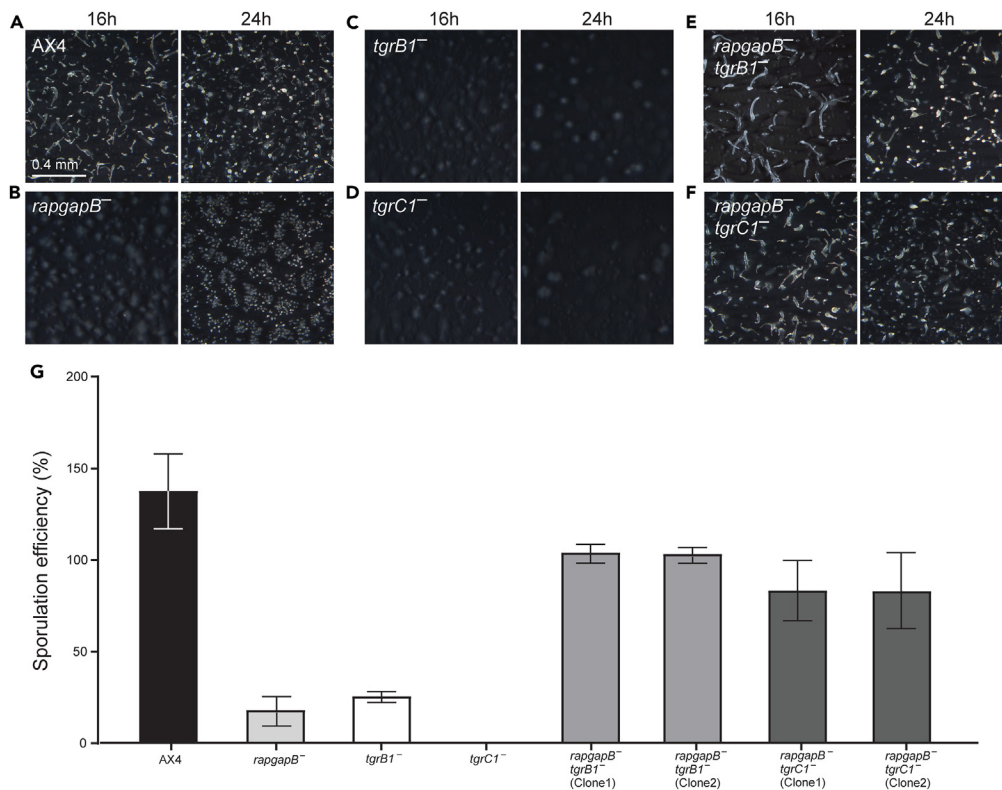 A 16h 24h C 16h 24h E 16h 24h
AX4 tgrB1⁻ rapgapB⁻
tgrB1⁻
0.4 mm
B rapgapB⁻ D tgrC1⁻ F rapgapB⁻
tgrC1⁻
G
Sporulation efficiency (%)
200
150
100
50
0
AX4 rapgapB⁻ tgrB1⁻ tgrC1⁻ rapgapB⁻ rapgapB⁻ rapgapB⁻ rapgapB⁻
tgrB1⁻ tgrB1⁻ tgrC1⁻ tgrC1⁻
(Clone1) (Clone2) (Clone1) (Clone2)